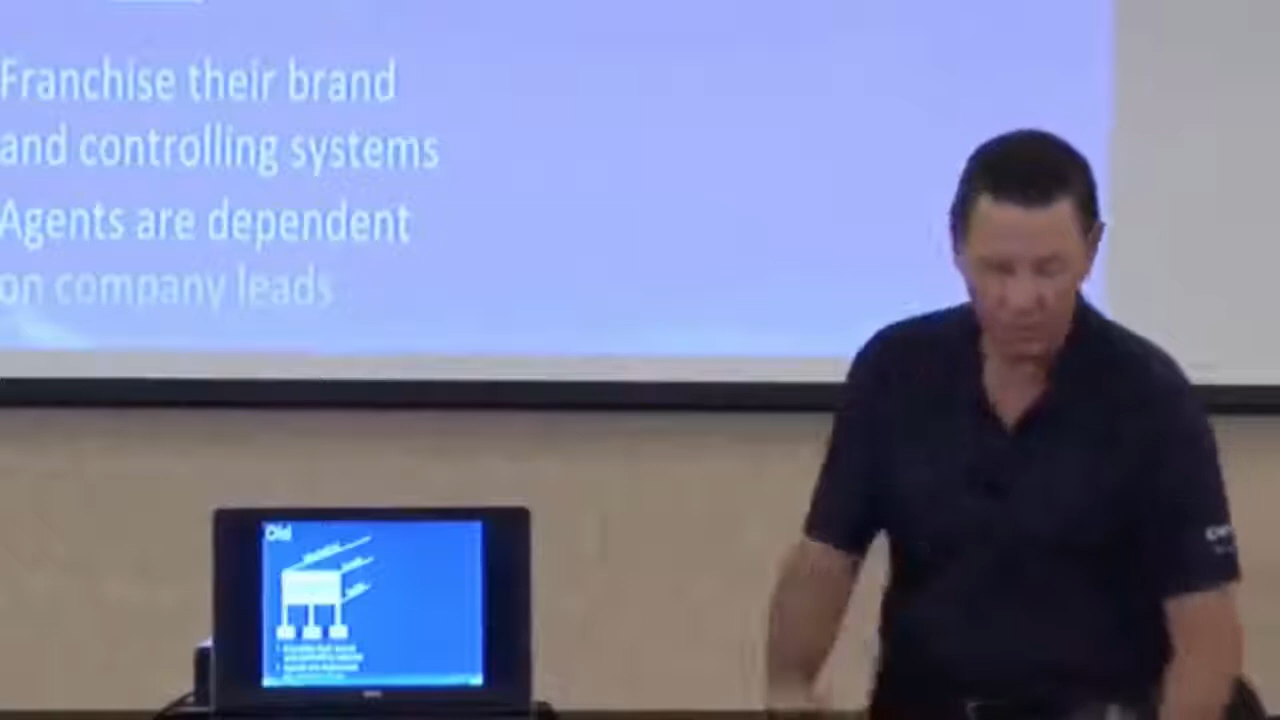 Franchise their brand
and controlling systems
Agents are dependent
on company leads
Old